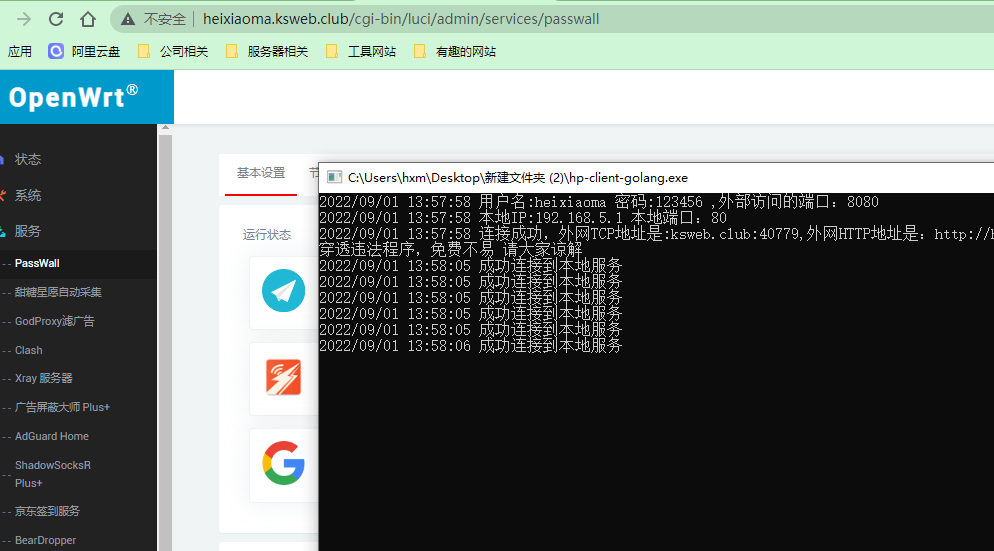 不安全 | heixiaoma.ksweb.club/cgi-bin/luci/admin/services/passwall
应用 阿里云盘 公司相关 服务器相关 工具网站 有趣的网站
OpenWrt®
状态
系统
服务
-- PassWall
-- 甜糖星愿自动采集
-- GodProxy滤广告
-- Clash
-- Xray 服务器
-- 广告屏蔽大师 Plus+
-- AdGuard Home
-- ShadowSocksR
Plus+
-- 京东签到服务
-- BearDropper
基本设置
运行状态
C:\Users\hxm\Desktop\新建文件夹 (2)\hp-client-golang.exe
2022/09/01 13:57:58 用户名:heixiaoma 密码:123456 ,外部访问的端口: 8080
2022/09/01 13:57:58 本地IP:192.168.5.1 本地端口: 80
2022/09/01 13:57:58 连接成功, 外网TCP地址是:ksweb.club:40779,外网HTTP地址是: http://h
穿透违法程序, 免费不易 请大家谅解
2022/09/01 13:58:05 成功连接到本地服务
2022/09/01 13:58:05 成功连接到本地服务
2022/09/01 13:58:05 成功连接到本地服务
2022/09/01 13:58:05 成功连接到本地服务
2022/09/01 13:58:05 成功连接到本地服务
2022/09/01 13:58:06 成功连接到本地服务